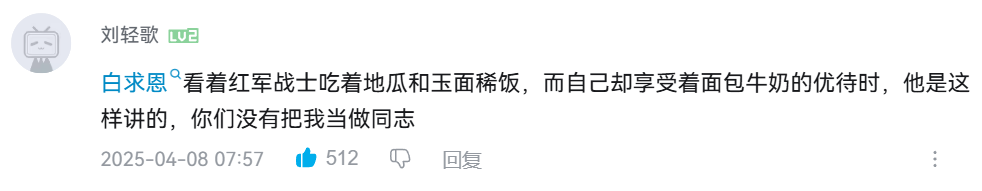 刘轻歌 LV2
白求恩看着红军战士吃着地瓜和玉面稀饭，而自己却享受着面包牛奶的优待时，他是这
样讲的，你们没有把我当做同志
2025-04-08 07:57 512 回复